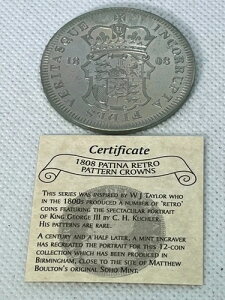 VERITASQUE INCORRUPTA FIDES
18 08
Certificate
1808 PATINA RETRO
PATTERN CROWNS
THIS SERIES WAS INSPIRED BY W J TAYLOR WHO
IN THE 1800S PRODUCED A NUMBER OF 'RETRO'
COINS FEATURING THE SPECTACULAR PORTRAIT
OF KING GEORGE III BY C. H. KUCHLER.
HIS PATTERNS ARE RARE.
A CENTURY AND A HALF LATER, A MINT ENGRAVER
HAS RECREATED THE PORTRAIT FOR THIS 12-COIN
COLLECTION WHICH HAS BEEN PRODUCED IN
BIRMINGHAM, CLOSE TO THE SITE OF MATTHEW
BOULTON'S ORIGINAL SOHO MINT.